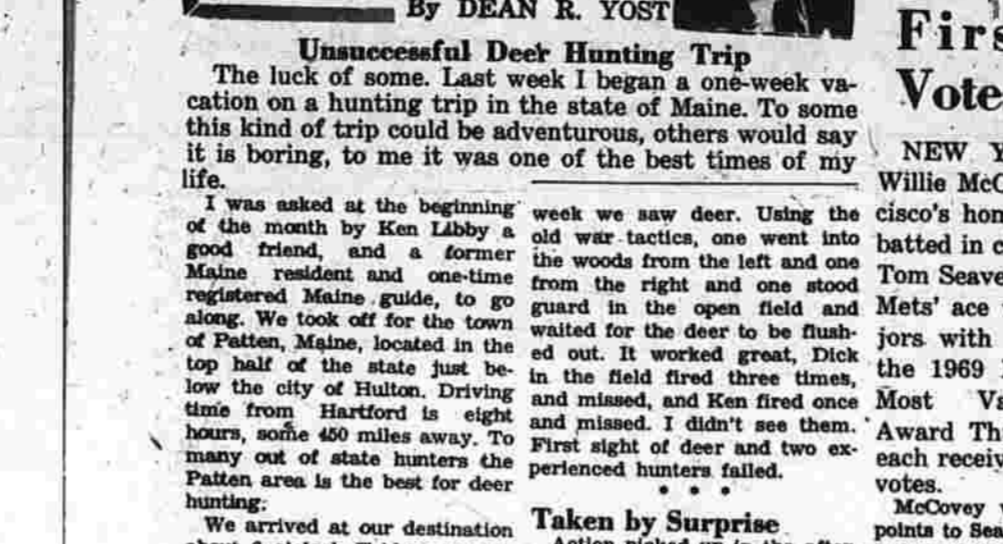 By DEAN R. YOST
Unsuccessful Deer Hunting Trip
The luck of some. Last week I began a one-week va-
cation on a hunting trip in the state of Maine. To some
this kind of trip could be adventurous, others would say
it is boring, to me it was one of the best times of my
life.
I was asked at the beginning
of the month by Ken Libby a
good friend, and a former
Maine resident and one-time
registered Maine guide, to go
along. We took off for the town
of Patten, Maine, located in the
top half of the state just be-
low the city of Hulton. Driving
time from Hartford is eight
hours, some 450 miles away. To
many out of state hunters the
Patten area is the best for deer
hunting.
We arrived at our destination
week we saw deer. Using the
old war tactics, one went into
the woods from the left and one
from the right and one stood
guard in the open field and
waited for the deer to be flush-
ed out. It worked great, Dick
in the field fired three times,
and missed, and Ken fired once
and missed. I didn't see them.
First sight of deer and two ex-
perienced hunters failed.
• • •
Taken by Surprise
Firs
Vote
NEW Y
Willie McC
cisco's hom
batted in c
Tom Seave
Mets' ace
jors with
the 1969
Most Va
Award Th
each receiv
votes.
McCovey
points to Sea